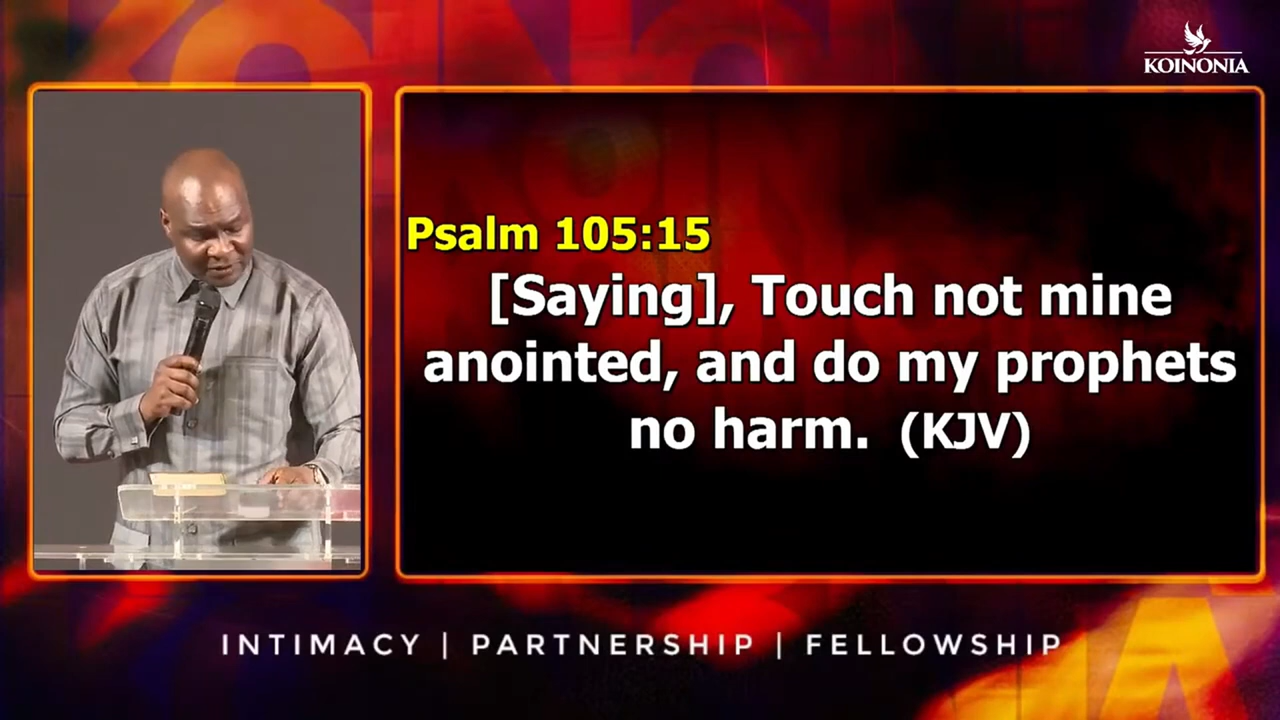 KOINONIA
Psalm 105:15
[Saying], Touch not mine
anointed, and do my prophets
no harm. (KJV)
INTIMACY | PARTNERSHIP | FELLOWSHIP